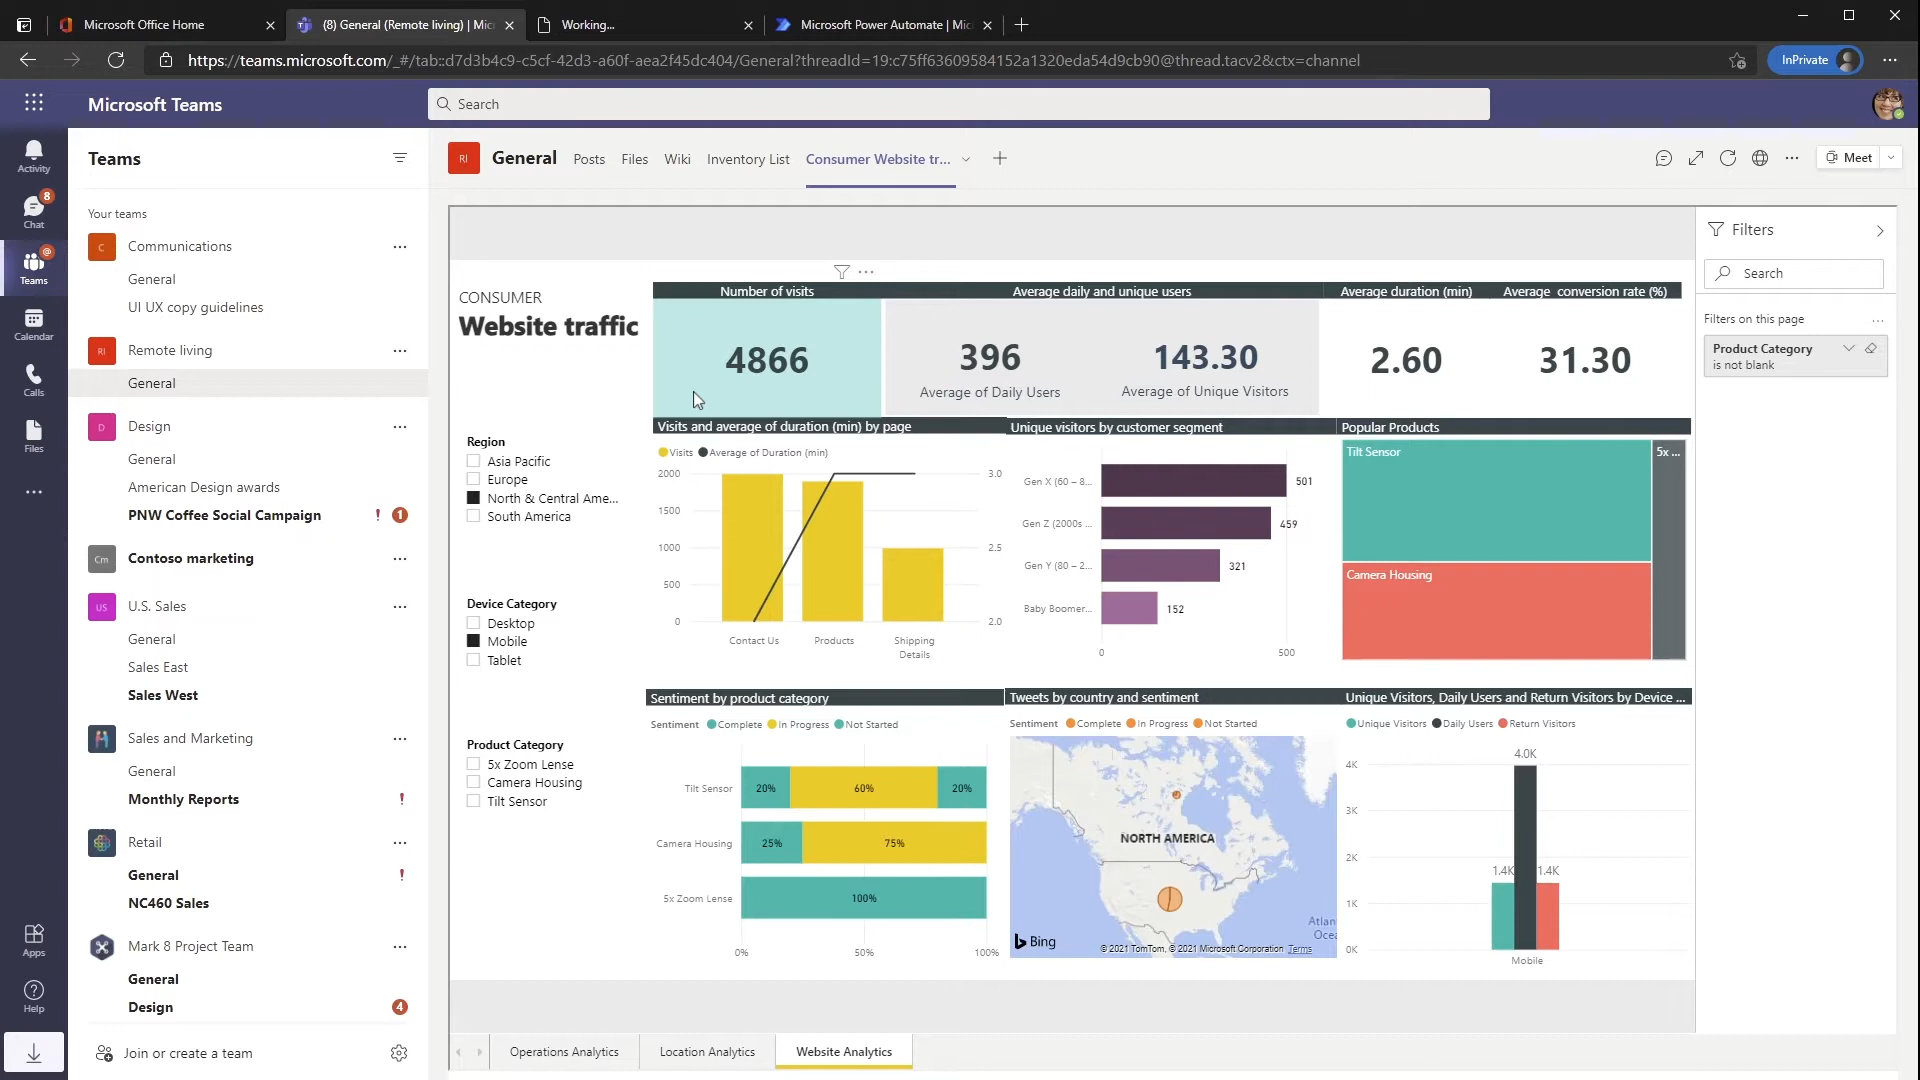 Microsoft Office Home
(8) General (Remote living) | Mic
Working...
Microsoft Power Automate | Mic
https://teams.microsoft.com/_#/tab:d7d3b4c9-c5cf-42d3-a60f-aea2f45dc404/General?threadId=19:c75ff63609584152a1320eda54d9cb90@thread.tacv2&ctx=channel
InPrivate
Microsoft Teams
Search
Activity
8
Chat
@
Teams
Calendar
Calls
Files
Apps
Help
Teams
Your teams
C
Communications
General
UI UX copy guidelines
RI
Remote living
General
D
Design
General
American Design awards
PNW Coffee Social Campaign ! 1
Cm
Contoso marketing
US
U.S. Sales
General
Sales East
Sales West
Sales and Marketing
General
Monthly Reports !
Retail
General !
NC460 Sales
Mark 8 Project Team
General
Design 4
Join or create a team
RI
General
Posts
Files
Wiki
Inventory List
Consumer Website tr...
Meet
CONSUMER
Website traffic
Number of visits
4866
Average daily and unique users
396
Average of Daily Users
143.30
Average of Unique Visitors
Average duration (min)
2.60
Average conversion rate (%)
31.30
Region
Asia Pacific
Europe
North & Central Ame...
South America
Device Category
Desktop
Mobile
Tablet
Product Category
5x Zoom Lense
Camera Housing
Tilt Sensor
Visits and average of duration (min) by page
Visits Average of Duration (min)
2000
1500
1000
500
0
3.0
2.5
2.0
Contact Us
Products
Shipping
Details
Unique visitors by customer segment
Gen X (60 – 8... 501
Gen Z (2000s ... 459
Gen Y (80 – 2... 321
Baby Boomer... 152
0
500
Popular Products
Tilt Sensor
5x ...
Camera Housing
Sentiment by product category
Sentiment Complete In Progress Not Started
Tilt Sensor 20% 60% 20%
Camera Housing 25% 75%
5x Zoom Lense 100%
0%
50%
100%
Tweets by country and sentiment
Sentiment Complete In Progress Not Started
NORTH AMERICA
Atlan
Ocea
Bing
© 2021 TomTom, © 2021 Microsoft Corporation Terms
Unique Visitors, Daily Users and Return Visitors by Device ...
Unique Visitors Daily Users Return Visitors
4K
3K
2K
1K
0K
4.0K
1.4K
1.4K
Mobile
Filters
Search
Filters on this page
Product Category
is not blank
Operations Analytics
Location Analytics
Website Analytics